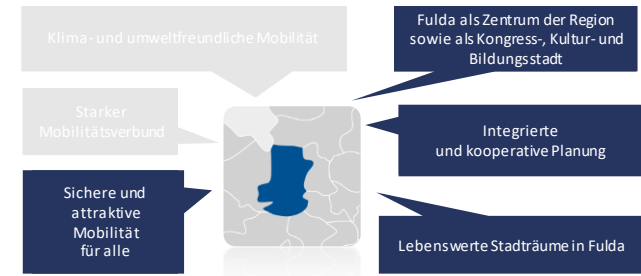 Klima- und umweltfreundliche Mobilität
Fulda als Zentrum der Region
sowie als Kongress-, Kultur- und
Bildungsstadt
Starker
Mobilitätsverbund
Integrierte
und kooperative Planung
Sichere und
attraktive
Mobilität
für alle
Lebenswerte Stadträume in Fulda